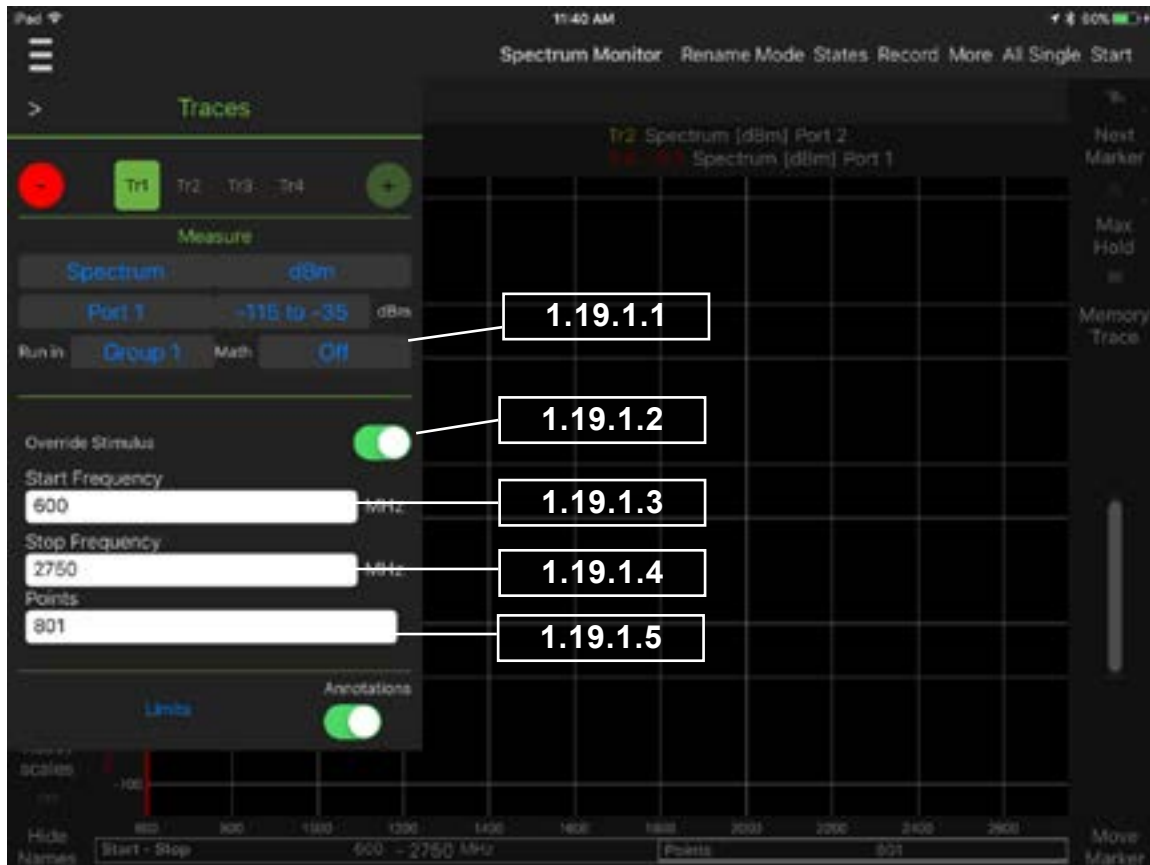 iPad 11:40 AM 60%
Spectrum Monitor Rename Mode States Record More All Single Start
> Traces
Tr2 Spectrum [dBm] Port 2
Spectrum [dBm] Port 1
Next
Marker
- Tr1 Tr2 Tr3 Tr4 +
Measure
Max
Hold
Spectrum dBm
Port 1 -115 to -35 dBm
1.19.1.1
Memory
Trace
Run in Group 1 Math Off
1.19.1.2
Override Stimulus
Start Frequency
600 MHz
1.19.1.3
Stop Frequency
2750 MHz
1.19.1.4
Points
801
1.19.1.5
Annotations
Limits
scales
-100
600 900 1100 1200 1400 1600 1800 2000 2200 2400 2600
Hide
Names
Start - Stop 600 - 2750 MHz Points 801
Move
Marker